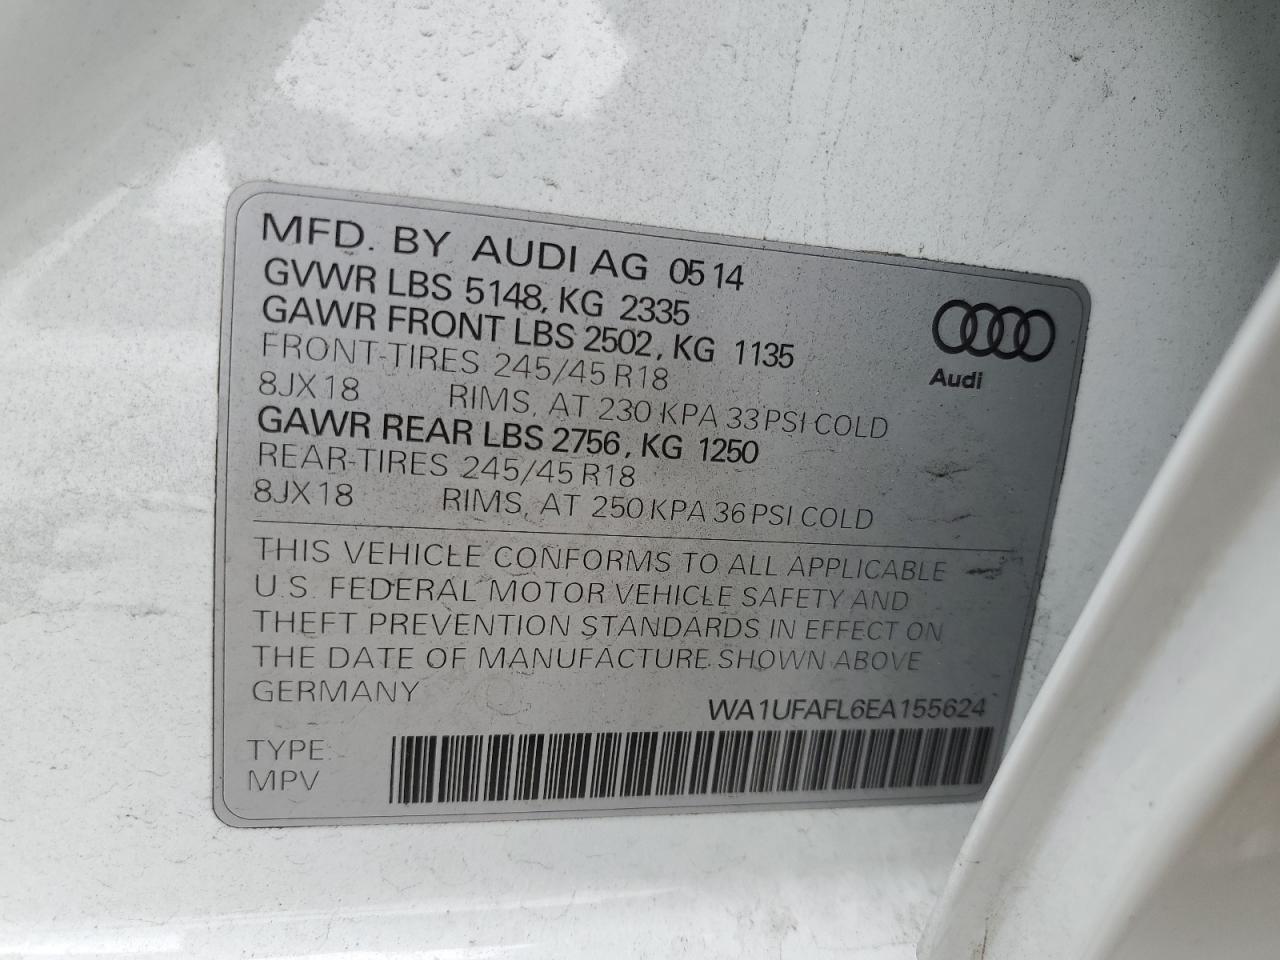 MFD. BY AUDI AG 05 14
GVWR LBS 5148, KG 2335
GAWR FRONT LBS 2502, KG 1135
FRONT-TIRES 245/45 R18
8JX18 RIMS, AT 230 KPA 33 PSI COLD
GAWR REAR LBS 2756, KG 1250
REAR-TIRES 245/45 R18
8JX18 RIMS, AT 250 KPA 36 PSI COLD
Audi
THIS VEHICLE CONFORMS TO ALL APPLICABLE
U.S. FEDERAL MOTOR VEHICLE SAFETY AND
THEFT PREVENTION STANDARDS IN EFFECT ON
THE DATE OF MANUFACTURE SHOWN ABOVE
GERMANY
WA1UFAFL6EA155624
TYPE:
MPV